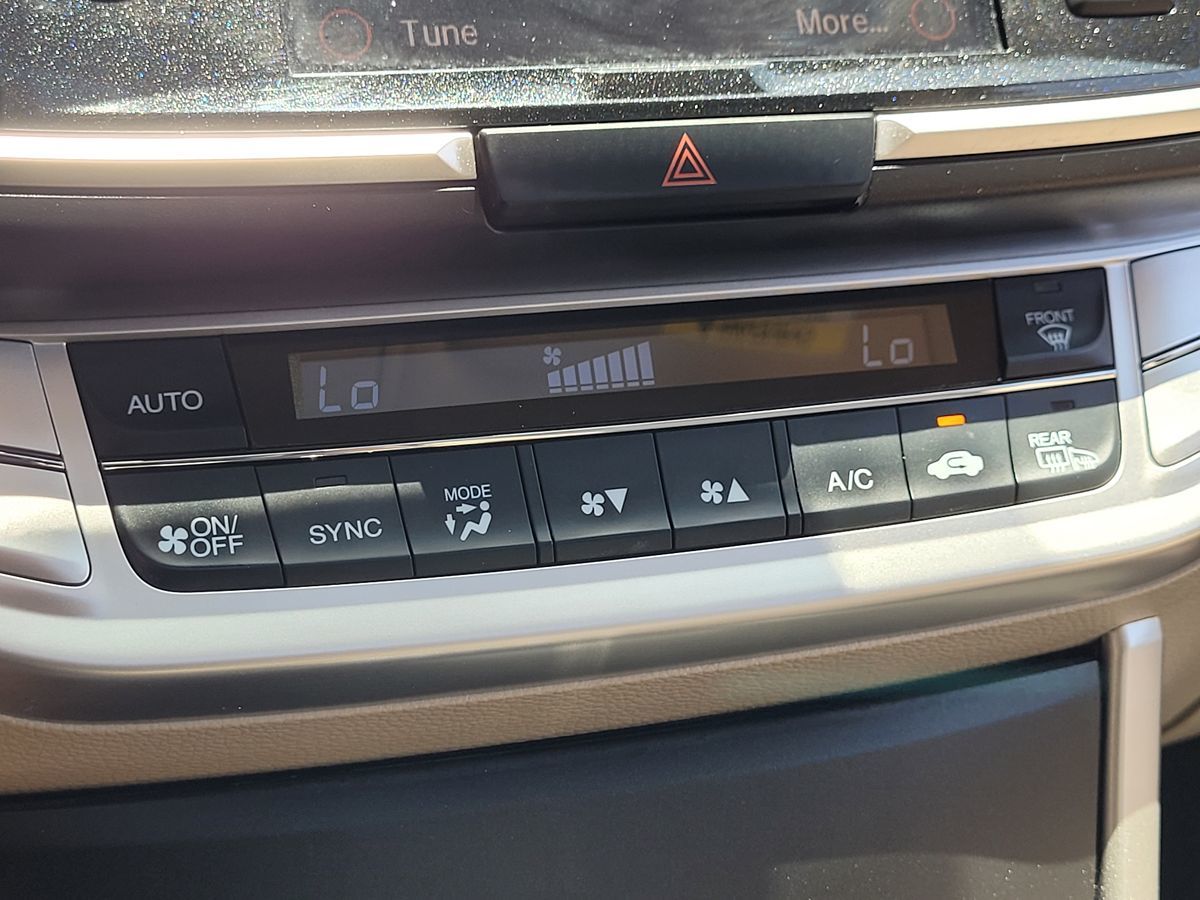 Tune More...
Lo Lo
FRONT
AUTO
ON/
OFF
SYNC
MODE
A/C
REAR